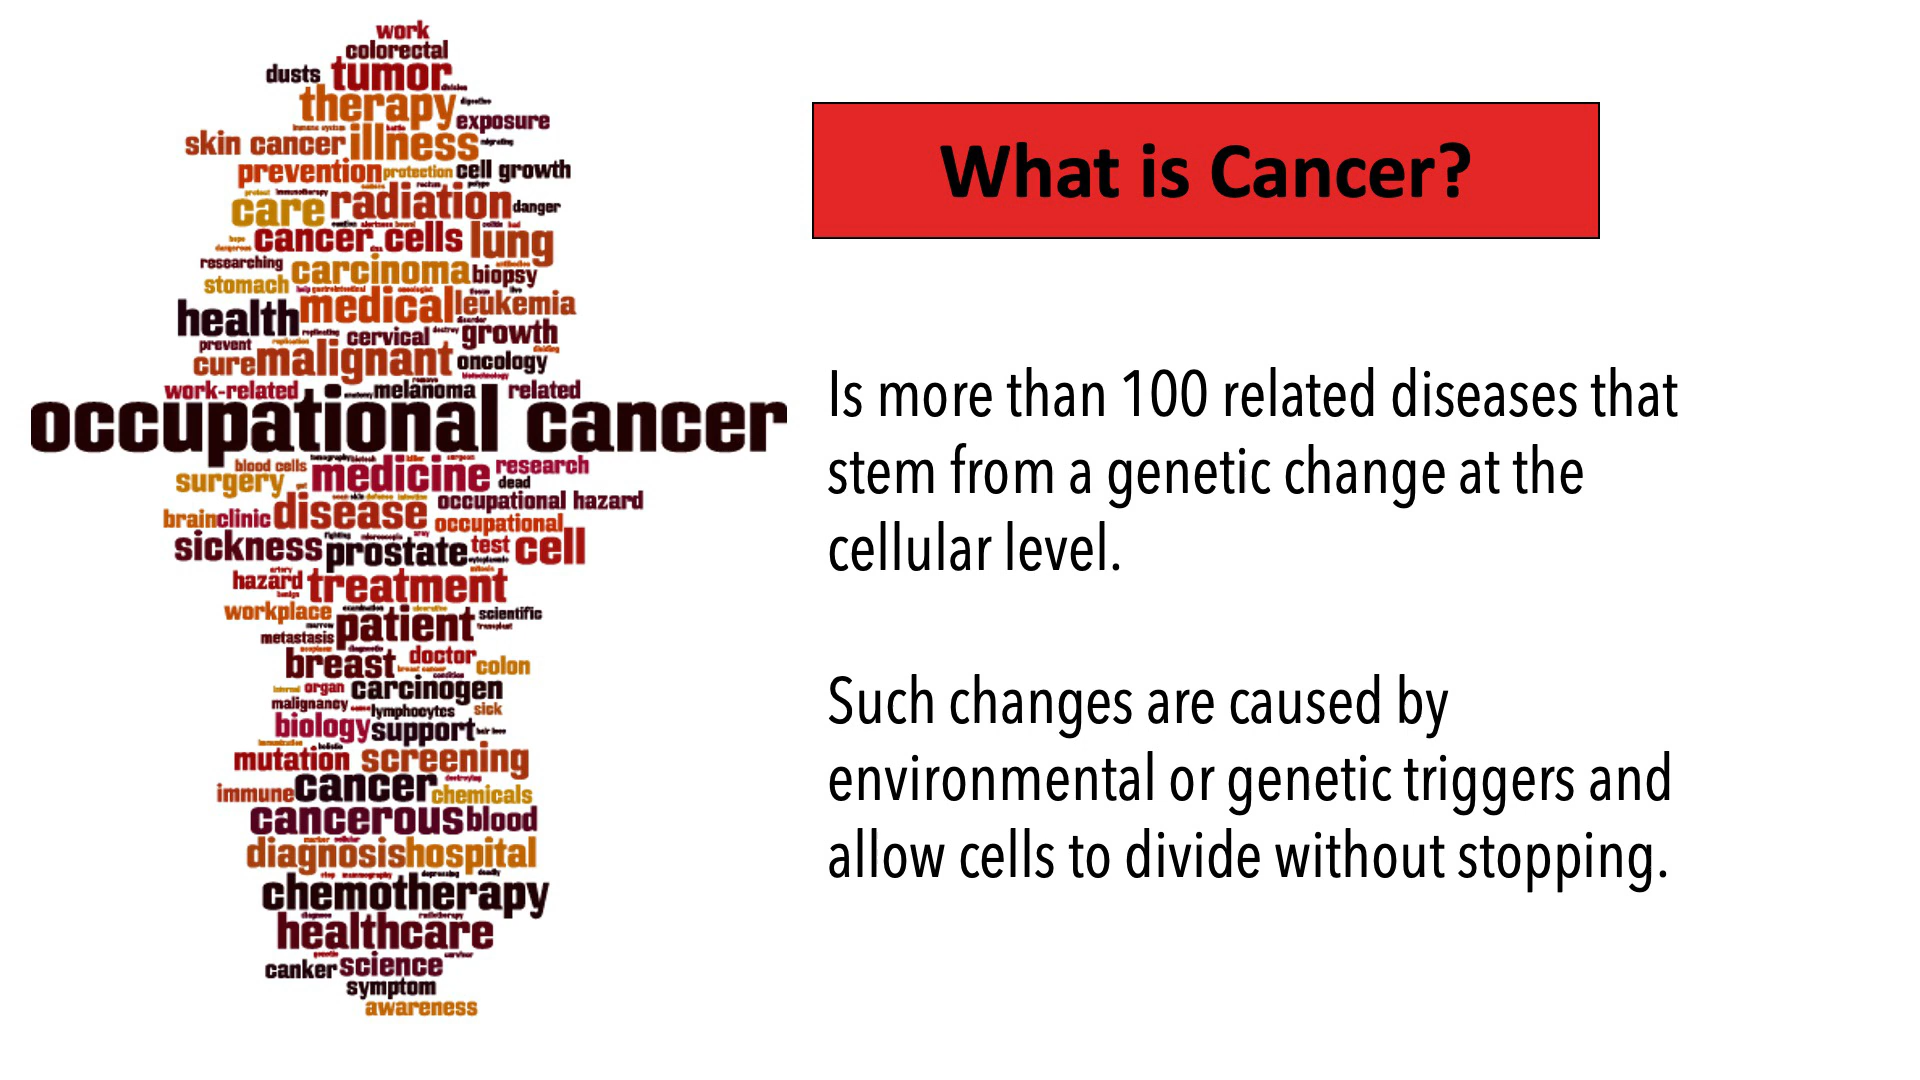 work
colorectal
dusts tumor
therapy
exposure
skin cancer illness
prevention protection cell growth
care radiation danger
cancer cells lung
researching carcinoma biopsy
stomach
health medical leukemia
cervical growth
prevent
cure malignant oncology
work-related melanoma related
occupational cancer
blood cells medicine research
surgery dead
disease occupational hazard
brain clinic occupational
sickness prostate test cell
hazard treatment
workplace patient scientific
metastasis
breast doctor colon
organ carcinogen
malignancy lymphocytes sick
biology support
mutation screening
immune cancer chemicals
cancerous blood
diagnosis hospital
chemotherapy
healthcare
canker science
symptom
awareness
What is Cancer?
Is more than 100 related diseases that
stem from a genetic change at the
cellular level.
Such changes are caused by
environmental or genetic triggers and
allow cells to divide without stopping.